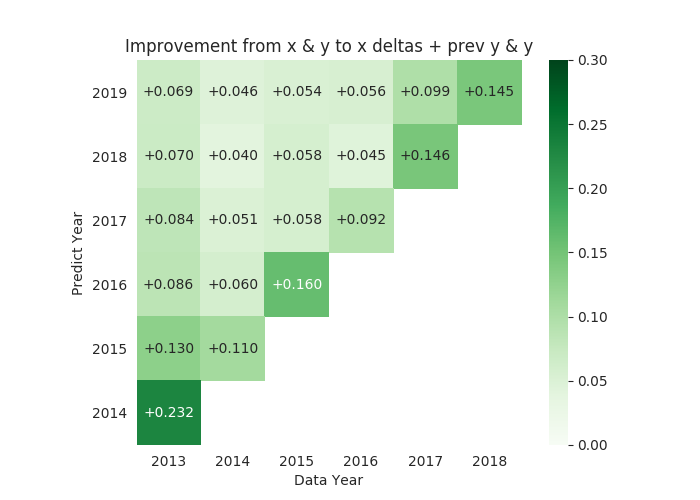 Improvement from x & y to x deltas + prev y & y
2019 +0.069 +0.046 +0.054 +0.056 +0.099 +0.145
2018 +0.070 +0.040 +0.058 +0.045 +0.146
2017 +0.084 +0.051 +0.058 +0.092
2016 +0.086 +0.060 +0.160
2015 +0.130 +0.110
2014 +0.232
2013 2014 2015 2016 2017 2018
Data Year
Predict Year
0.30
0.25
0.20
0.15
0.10
0.05
0.00